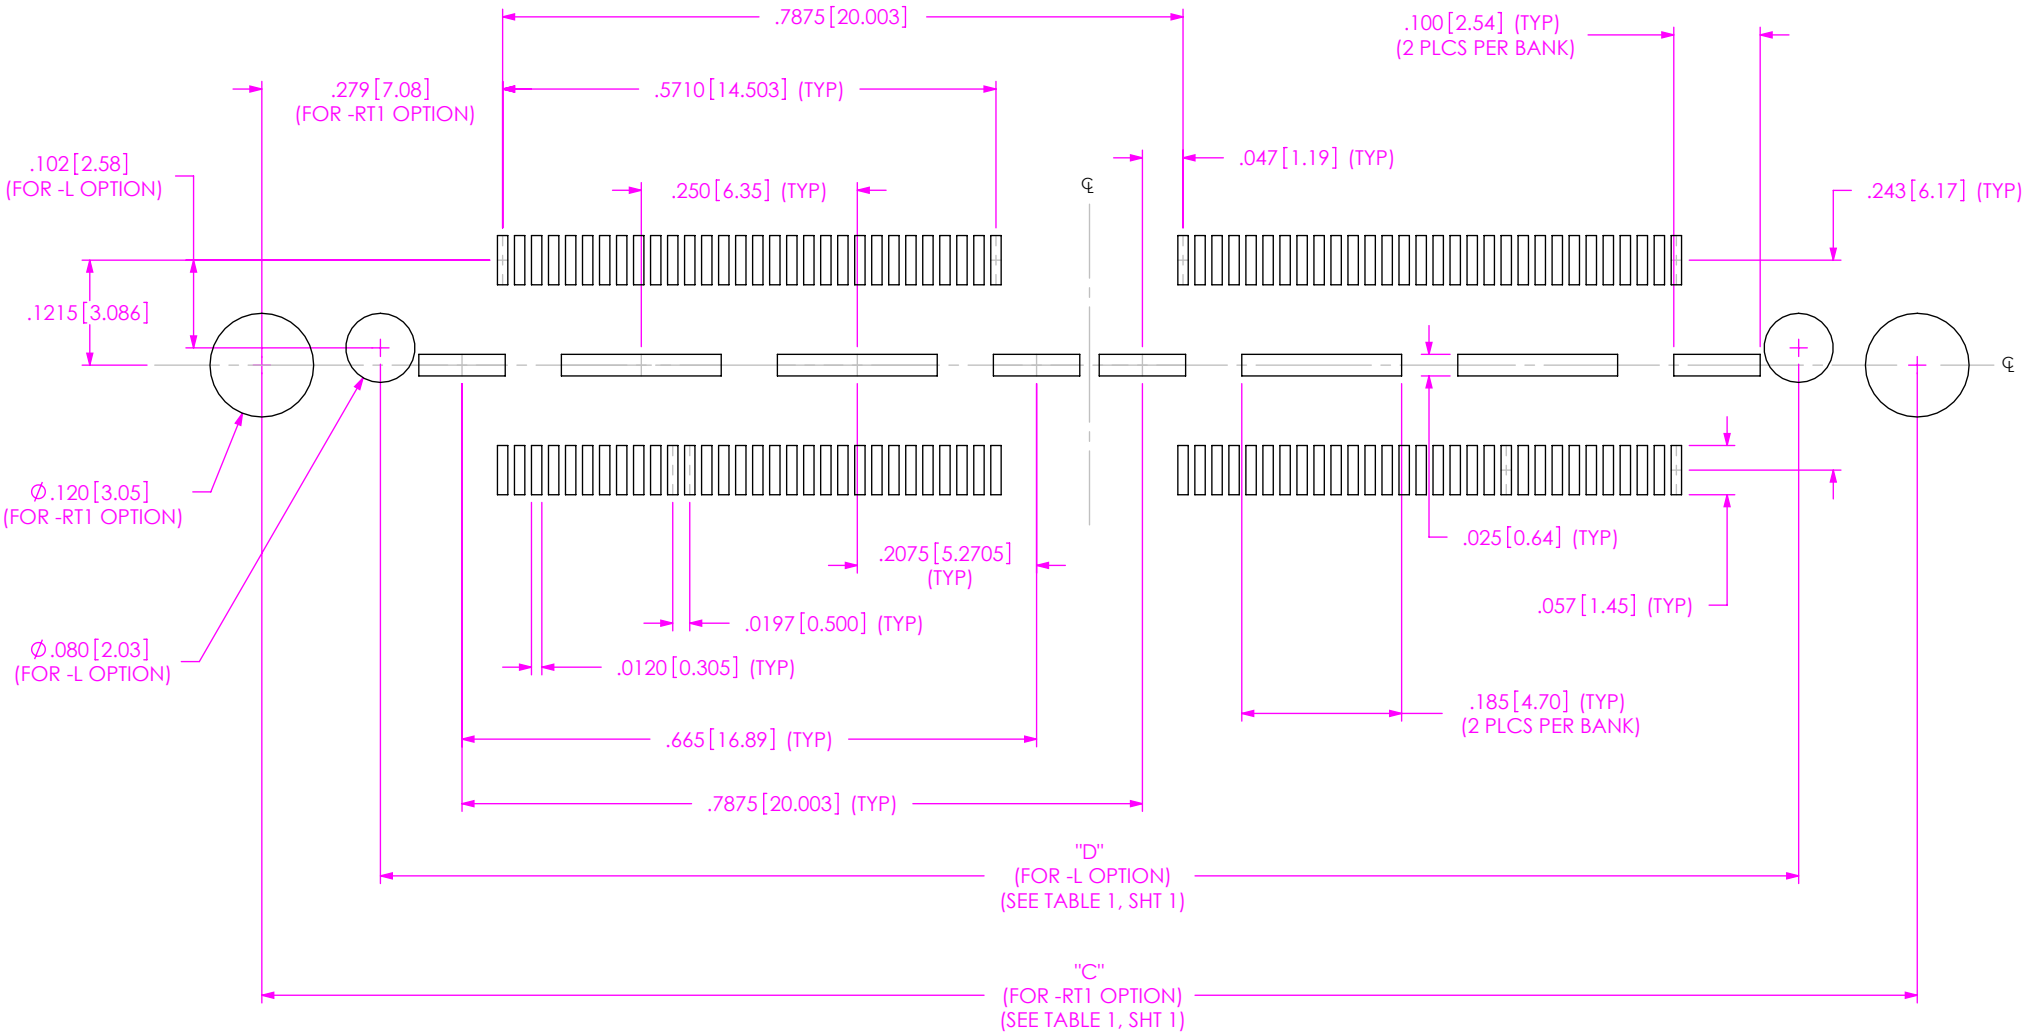 .7875[20.003]
.100[2.54] (TYP)
(2 PLCS PER BANK)
.279[7.08]
(FOR -RT1 OPTION)
.5710[14.503] (TYP)
.102[2.58]
(FOR -L OPTION)
.047[1.19] (TYP)
.250[6.35] (TYP)
℄
.243[6.17] (TYP)
.1215[3.086]
℄
Ø.120[3.05]
(FOR -RT1 OPTION)
.025[0.64] (TYP)
.2075[5.2705]
(TYP)
.057[1.45] (TYP)
.0197[0.500] (TYP)
Ø.080[2.03]
(FOR -L OPTION)
.0120[0.305] (TYP)
.185[4.70] (TYP)
(2 PLCS PER BANK)
.665[16.89] (TYP)
.7875[20.003] (TYP)
"D"
(FOR -L OPTION)
(SEE TABLE 1, SHT 1)
"C"
(FOR -RT1 OPTION)
(SEE TABLE 1, SHT 1)